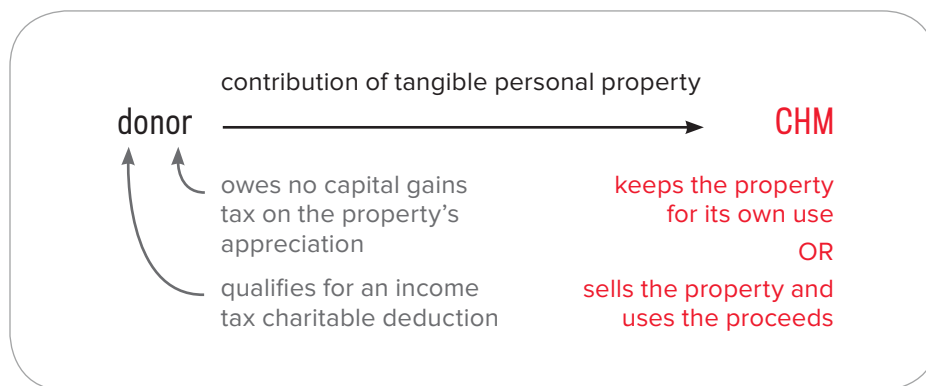 contribution of tangible personal property
donor
CHM
owes no capital gains
tax on the property’s
appreciation
keeps the property
for its own use
OR
qualifies for an income
tax charitable deduction
sells the property and
uses the proceeds